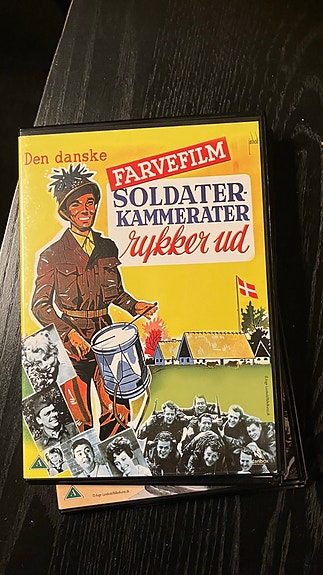 Den danske
FARVEFILM
SOLDATER-
KAMMERATER
rykker ud
A
A